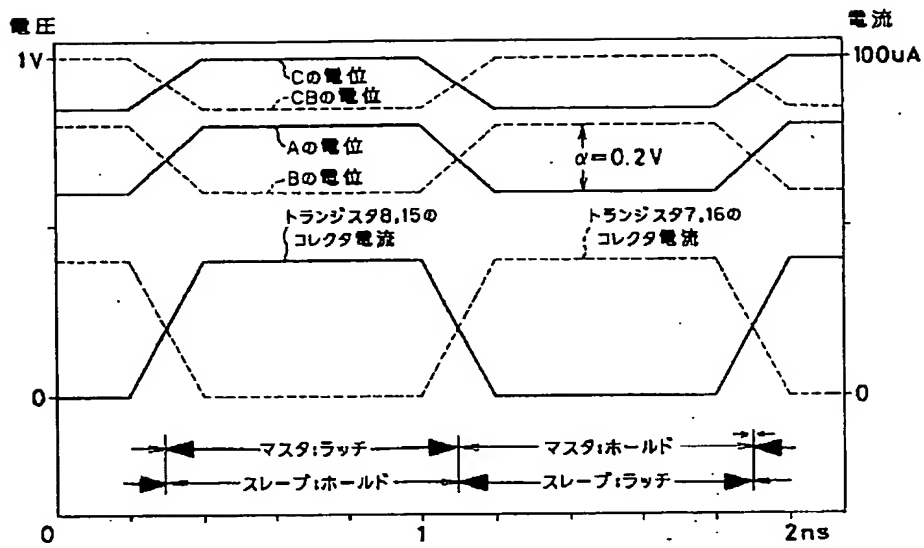 電圧
電流
1V
100uA
Cの電位
CBの電位
Aの電位
α=0.2V
Bの電位
トランジスタ8,15の
コレクタ電流
トランジスタ7,16の
コレクタ電流
0
0
マスタ:ラッチ
マスタ:ホールド
スレーブ:ホールド
スレーブ:ラッチ
0
1
2ns